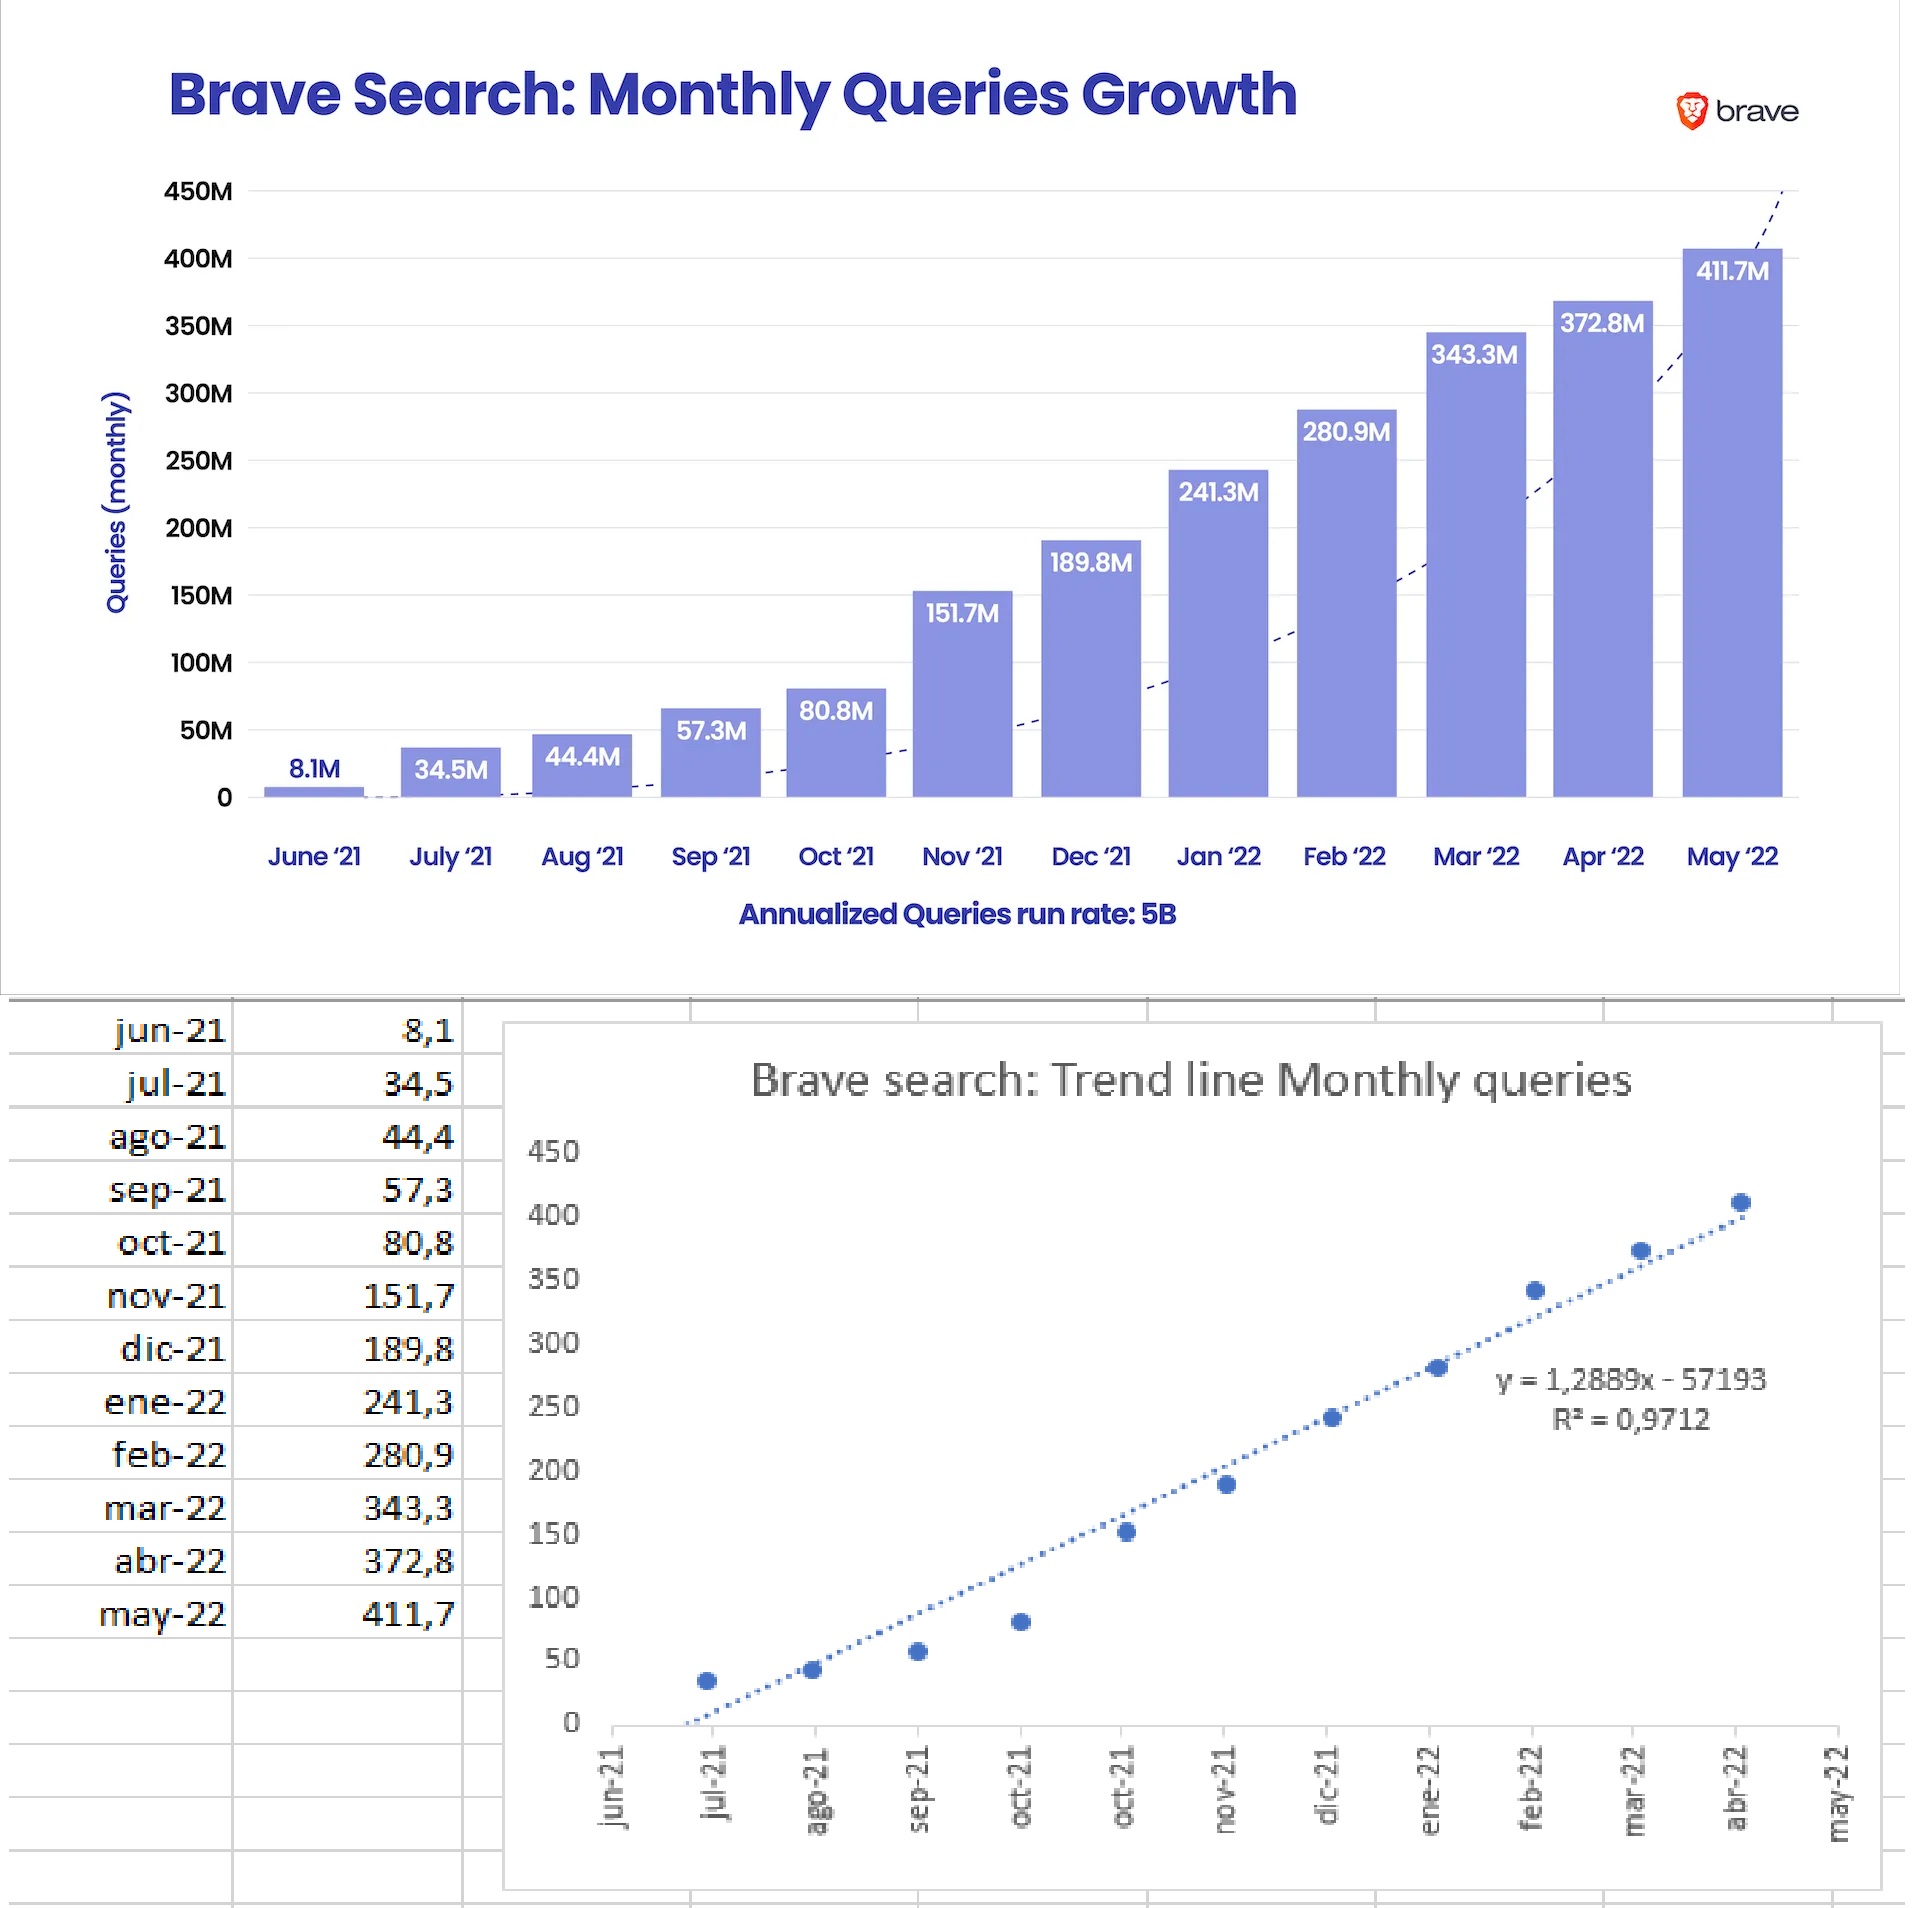 Brave Search: Monthly Queries Growth
brave
Queries (monthly)
450M
400M
350M
300M
250M
200M
150M
100M
50M
0
8.1M
34.5M
44.4M
57.3M
80.8M
151.7M
189.8M
241.3M
280.9M
343.3M
372.8M
411.7M
June ‘21 July ‘21 Aug ‘21 Sep ‘21 Oct ‘21 Nov ‘21 Dec ‘21 Jan ‘22 Feb ‘22 Mar ‘22 Apr ‘22 May ‘22
Annualized Queries run rate: 5B
jun-21 8,1
jul-21 34,5
ago-21 44,4
sep-21 57,3
oct-21 80,8
nov-21 151,7
dic-21 189,8
ene-22 241,3
feb-22 280,9
mar-22 343,3
abr-22 372,8
may-22 411,7
Brave search: Trend line Monthly queries
450
400
350
300
250
200
150
100
50
0
y = 1,2889x - 57193
R² = 0,9712
jun-21 jul-21 ago-21 sep-21 oct-21 oct-21 nov-21 dic-21 ene-22 feb-22 mar-22 abr-22 may-22